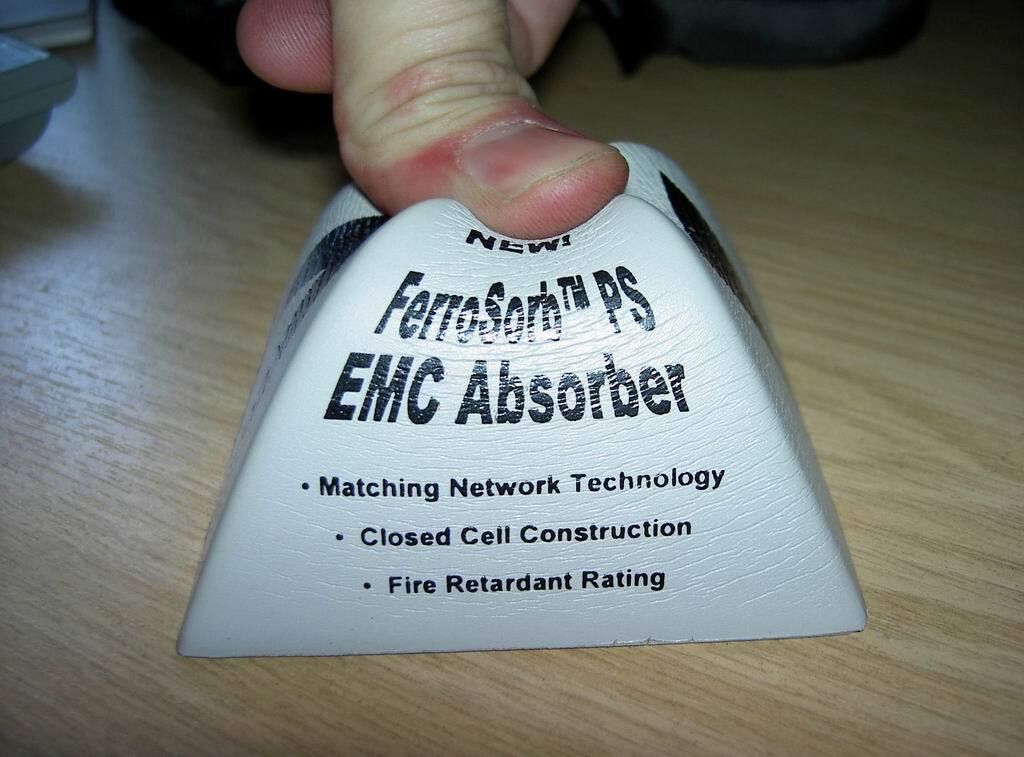 NEW!
FerroSorb™ PS
EMC Absorber
• Matching Network Technology
• Closed Cell Construction
• Fire Retardant Rating